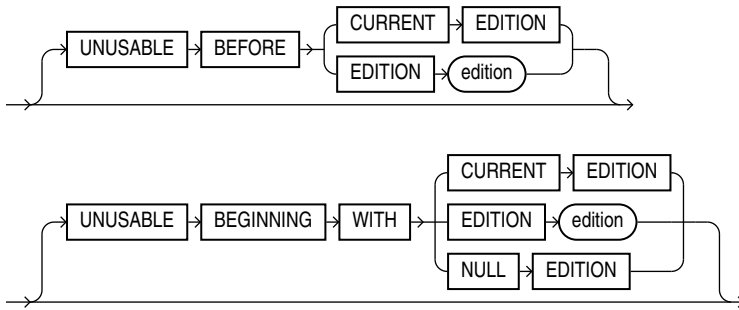 CURRENT EDITION
UNUSABLE BEFORE
EDITION edition
CURRENT EDITION
UNUSABLE BEGINNING WITH EDITION edition
NULL EDITION